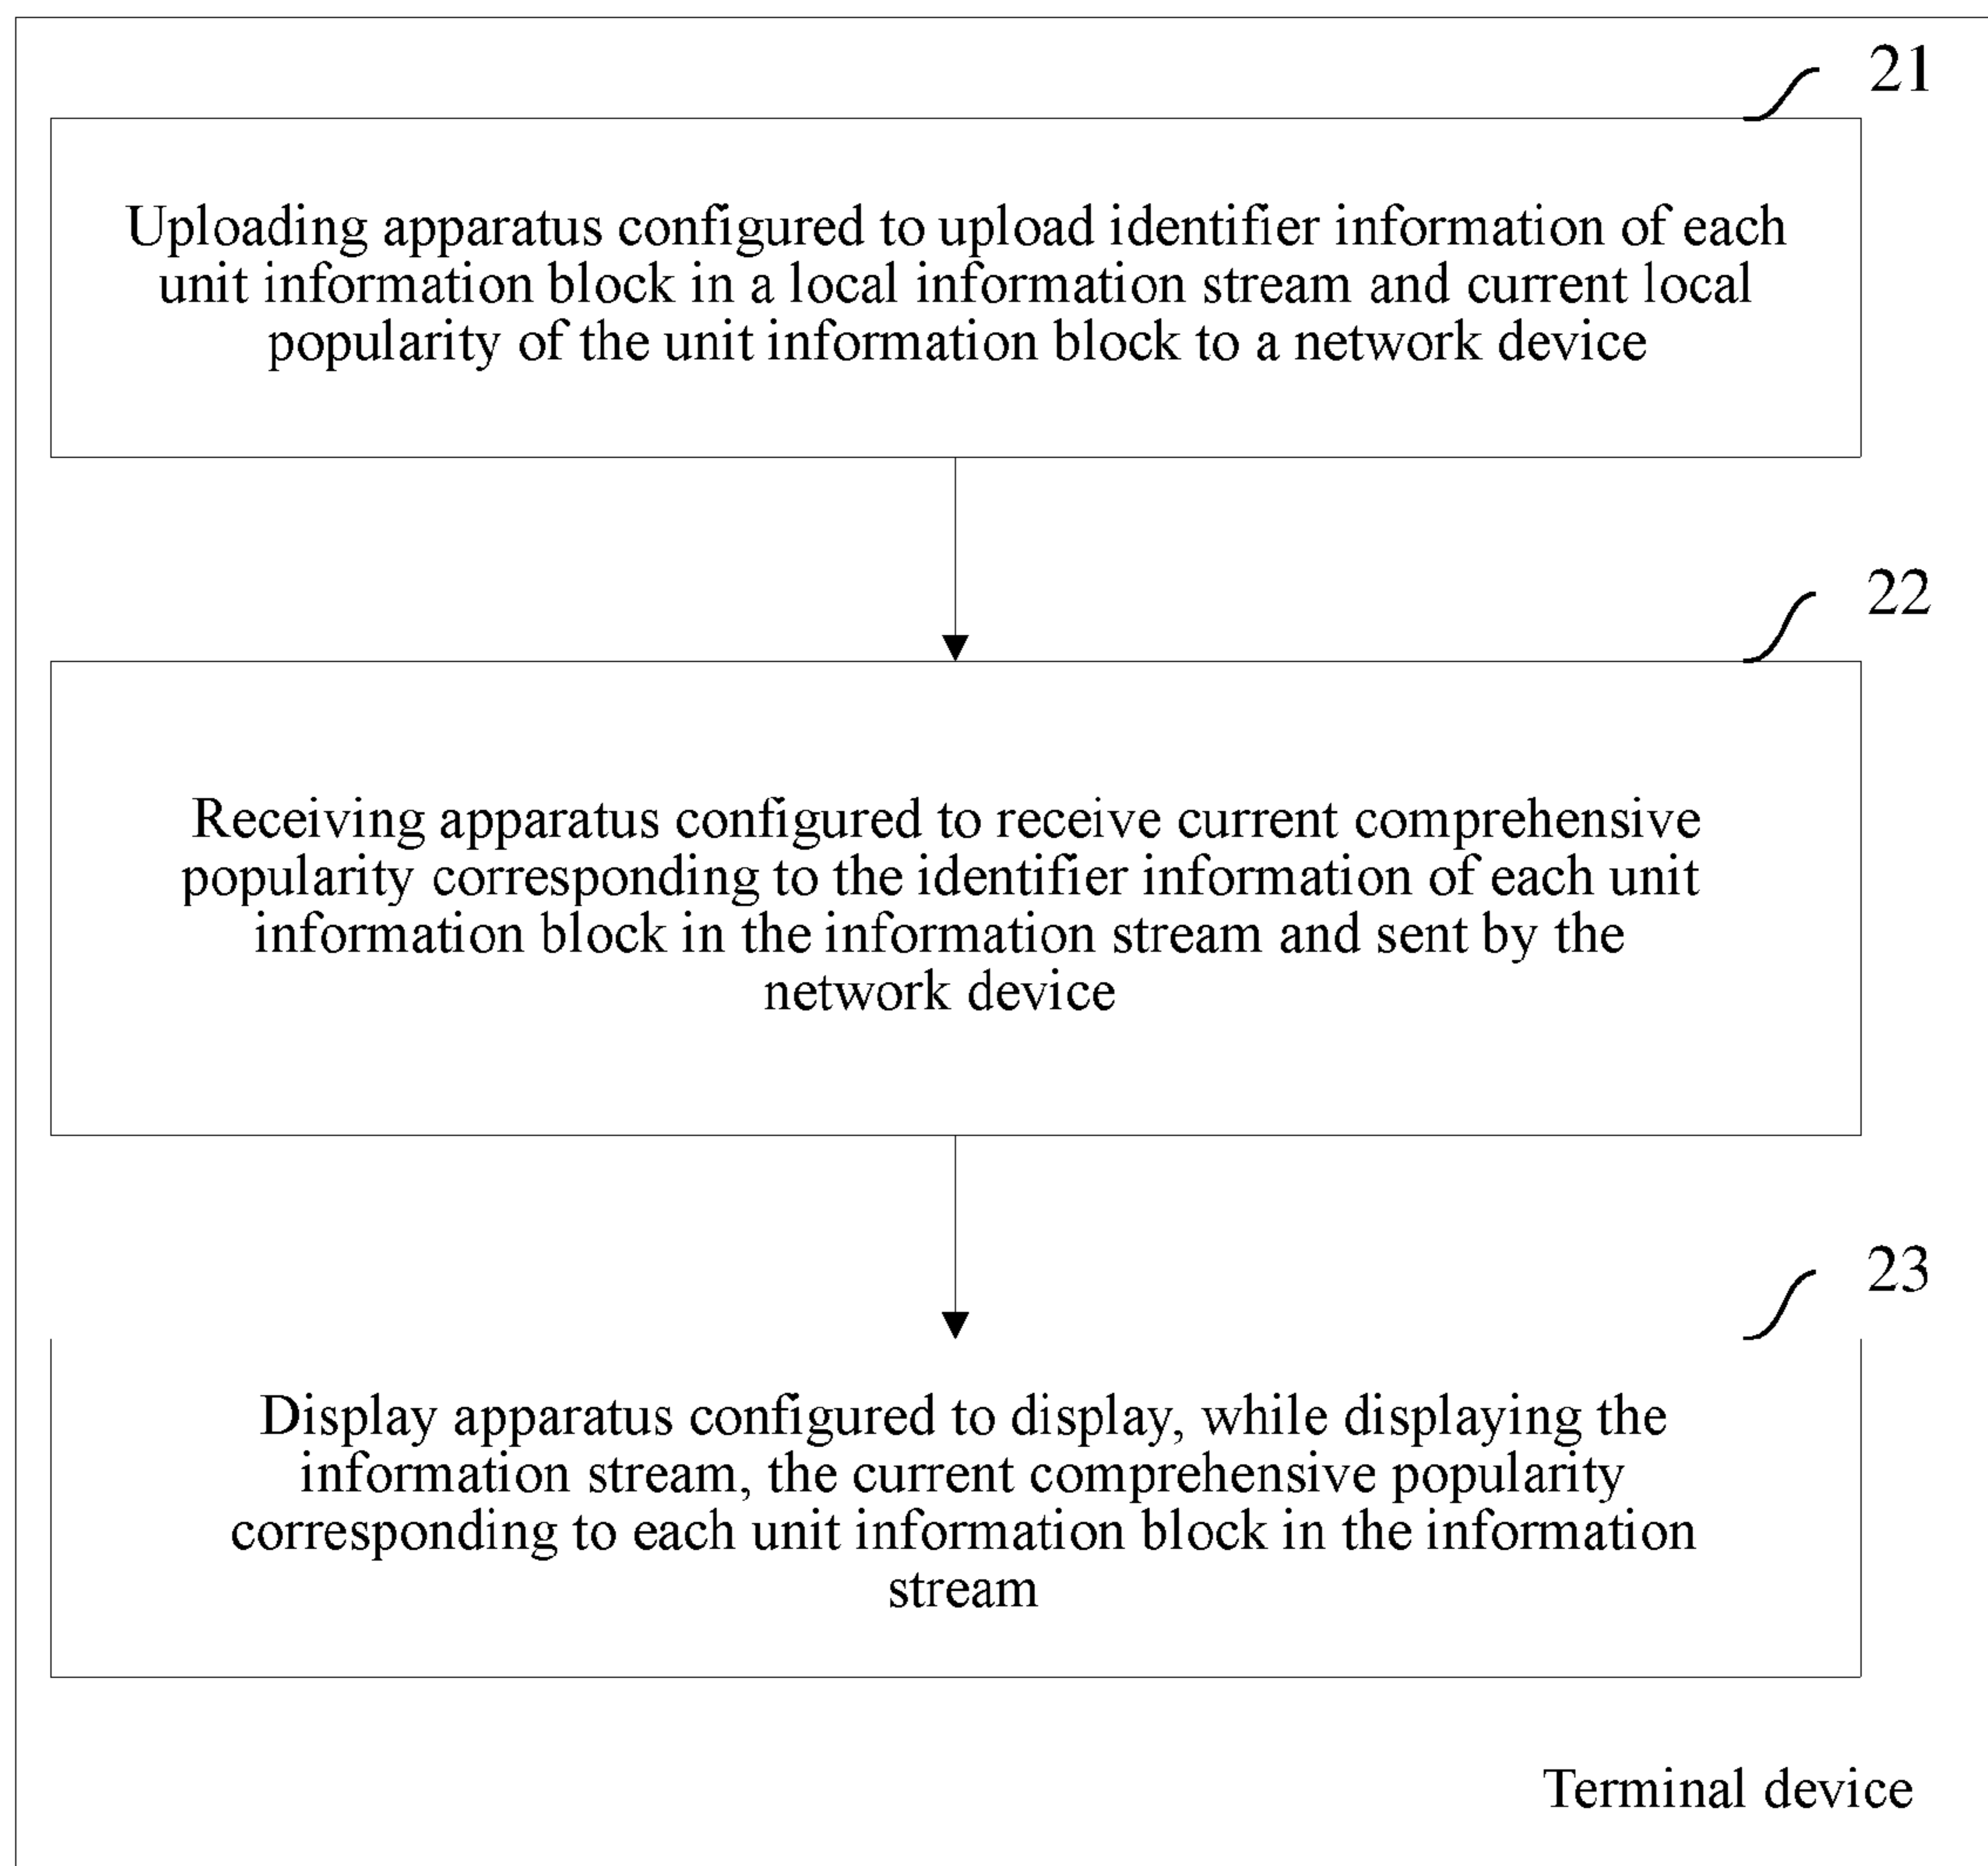 21
Uploading apparatus configured to upload identifier information of each
unit information block in a local information stream and current local
popularity of the unit information block to a network device
22
Receiving apparatus configured to receive current comprehensive
popularity corresponding to the identifier information of each unit
information block in the information stream and sent by the
network device
23
Display apparatus configured to display, while displaying the
information stream, the current comprehensive popularity
corresponding to each unit information block in the information
stream
Terminal device